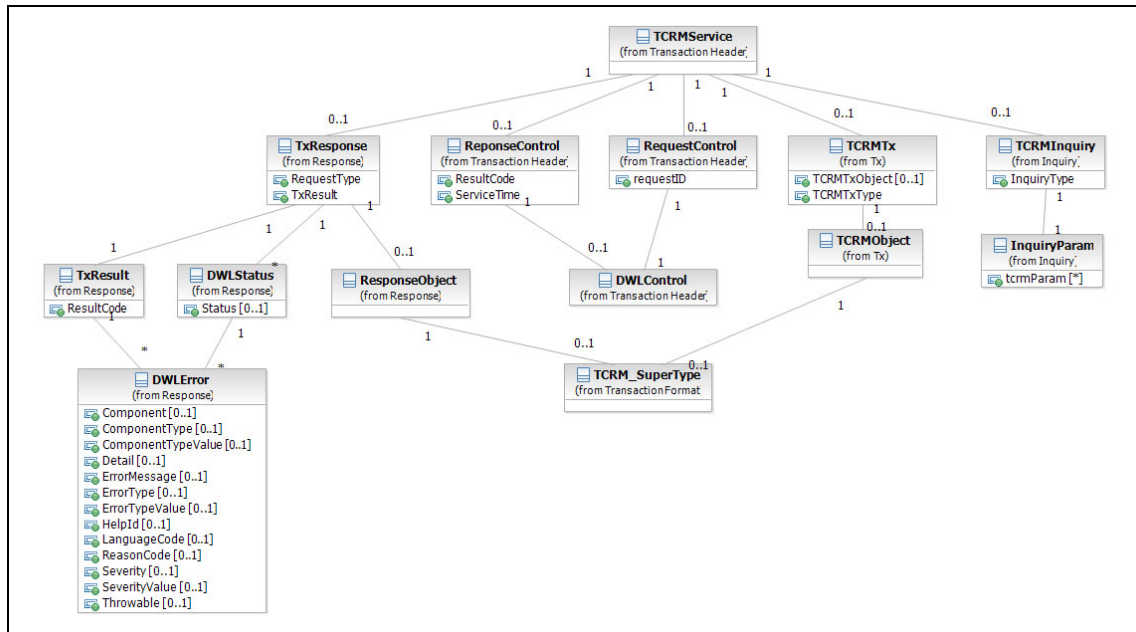 TCRMService
(from Transaction Header)
1 1 1 1 1
0..1 0..1 0..1 0..1 0..1
TxResponse
(from Response)
RequestType
TxResult
ReponseControl
(from Transaction Header)
ResultCode
ServiceTime
RequestControl
(from Transaction Header)
requestID
TCRMTx
(from Tx)
TCRMTxObject [0..1]
TCRMTxType
TCRMInquiry
(from Inquiry)
InquiryType
1 1 1 1 1 1 1
1 1 * 0..1 0..1 1 0..1 1
TxResult
(from Response)
ResultCode
DWLStatus
(from Response)
Status [0..1]
ResponseObject
(from Response)
DWLControl
(from Transaction Header)
TCRMObject
(from Tx)
InquiryParam
(from Inquiry)
tcrmParam [*]
1 1 1 1
* * 0..1 0..1
DWLError
(from Response)
Component [0..1]
ComponentType [0..1]
ComponentTypeValue [0..1]
Detail [0..1]
ErrorMessage [0..1]
ErrorType [0..1]
ErrorTypeValue [0..1]
HelpId [0..1]
LanguageCode [0..1]
ReasonCode [0..1]
Severity [0..1]
SeverityValue [0..1]
Throwable [0..1]
TCRM_SuperType
(from Transaction Format